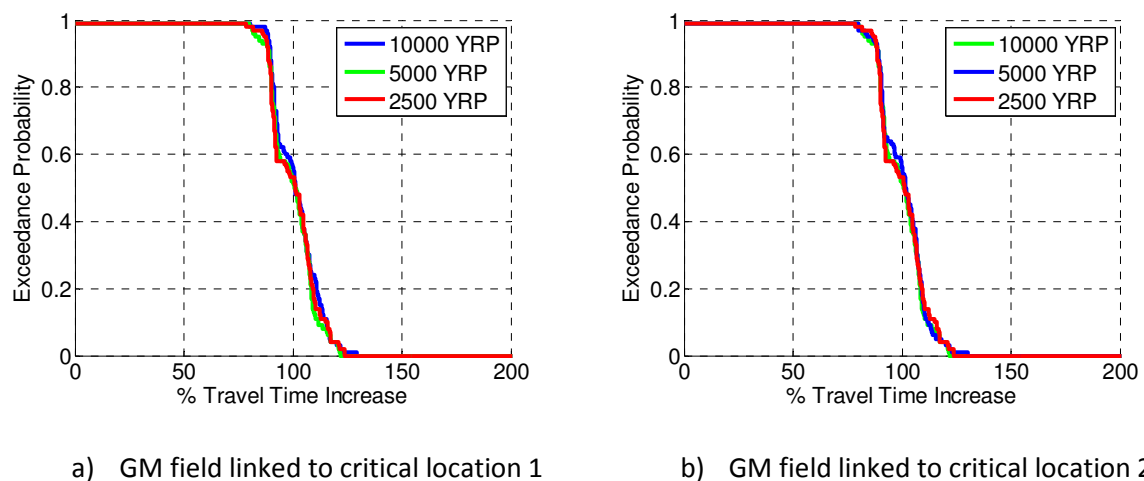 1
0.8
0.6
0.4
0.2
0
Exceedance Probability
10000 YRP
5000 YRP
2500 YRP
0 50 100 150 200
% Travel Time Increase
a) GM field linked to critical location 1
1
0.8
0.6
0.4
0.2
0
Exceedance Probability
10000 YRP
5000 YRP
2500 YRP
0 50 100 150 200
% Travel Time Increase
b) GM field linked to critical location 2